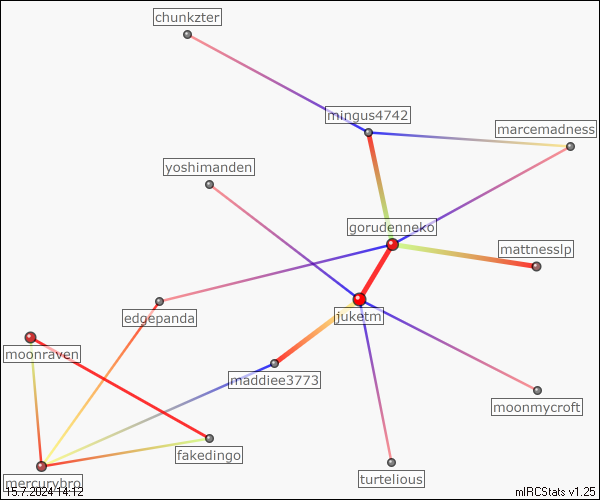 chunkzter
mingus4742
marcemadness
yoshimanden
gorudenneko
mattnesslp
edgepanda
juketm
moonraven
maddiee3773
moonmycroft
fakedingo
turtelious
mercurybro
15.7.2024 14:12
mIRCStats v1.25